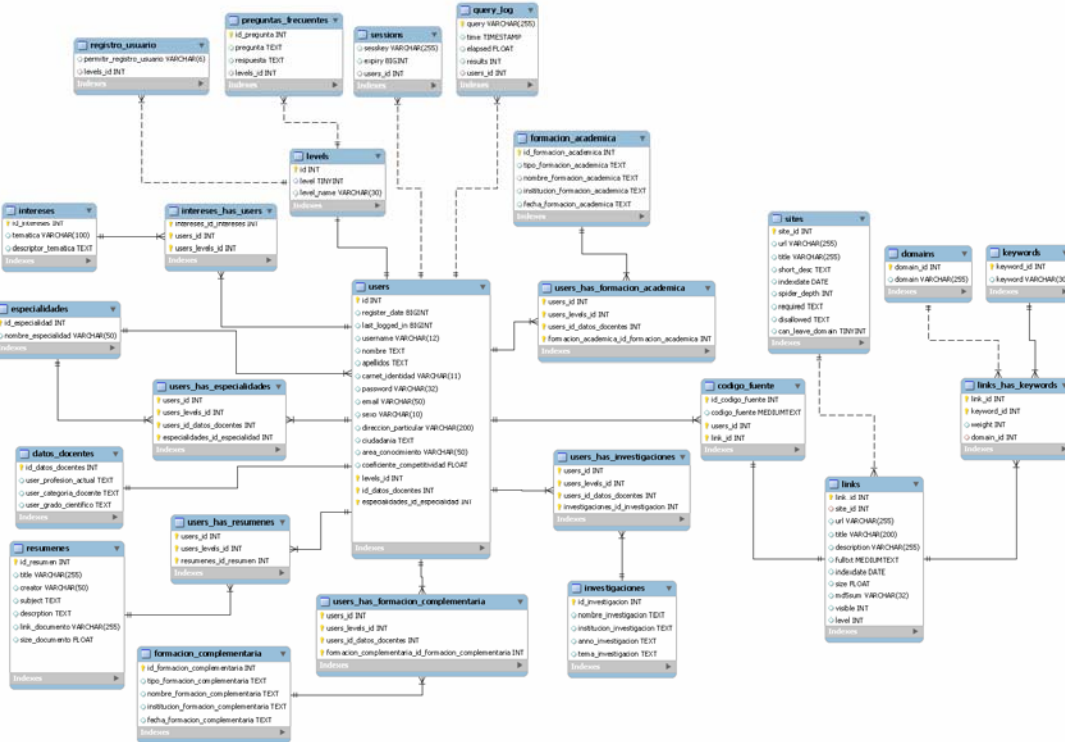 registro_usuario
permitir_registro_usuario VARCHAR(6)
levels_id INT
Indexes
preguntas_frecuentes
id_pregunta INT
pregunta TEXT
respuesta TEXT
levels_id INT
Indexes
sessions
sesskey VARCHAR(255)
expiry BIGINT
users_id INT
Indexes
query_log
query VARCHAR(255)
time TIMESTAMP
elapsed FLOAT
results INT
users_id INT
Indexes
levels
id INT
level TINYINT
level_name VARCHAR(30)
Indexes
formacion_academica
id_formacion_academica INT
tipo_formacion_academica TEXT
nombre_formacion_academica TEXT
institucion_formacion_academica TEXT
fecha_formacion_academica TEXT
Indexes
intereses
id_intereses INT
tematica VARCHAR(100)
descriptor_tematica TEXT
Indexes
intereses_has_users
intereses_id_intereses INT
users_id INT
users_levels_id INT
Indexes
sites
site_id INT
url VARCHAR(255)
title VARCHAR(255)
short_desc TEXT
indexdate DATE
spider_depth INT
required TEXT
disallowed TEXT
can_leave_domain TINYINT
Indexes
domains
domain_id INT
domain VARCHAR(255)
Indexes
keywords
keyword_id INT
keyword VARCHAR(30
Indexes
users
id INT
register_date BIGINT
last_logged_in BIGINT
username VARCHAR(12)
nombre TEXT
apellidos TEXT
carnet_identidad VARCHAR(11)
password VARCHAR(32)
email VARCHAR(50)
sexo VARCHAR(10)
direccion_particular VARCHAR(200)
ciudadania TEXT
area_conocimiento VARCHAR(50)
coeficiente_competitividad FLOAT
levels_id INT
id_datos_docentes INT
especialidades_id_especialidad INT
Indexes
users_has_formacion_academica
users_id INT
users_levels_id INT
users_id_datos_docentes INT
formacion_academica_id_formacion_academica INT
Indexes
especialidades
id_especialidad INT
nombre_especialidad VARCHAR(50)
Indexes
users_has_especialidades
users_id INT
users_levels_id INT
users_id_datos_docentes INT
especialidades_id_especialidad INT
Indexes
codigo_fuente
id_codigo_fuente INT
codigo_fuente MEDIUMTEXT
users_id INT
link_id INT
Indexes
links_has_keywords
link_id INT
keyword_id INT
weight INT
domain_id INT
Indexes
datos_docentes
id_datos_docentes INT
user_profesion_actual TEXT
user_categoria_docente TEXT
user_grado_cientifico TEXT
Indexes
users_has_investigaciones
users_id INT
users_levels_id INT
users_id_datos_docentes INT
investigaciones_id_investigacion INT
Indexes
links
link_id INT
site_id INT
url VARCHAR(255)
title VARCHAR(200)
description VARCHAR(255)
fulltxt MEDIUMTEXT
indexdate DATE
size FLOAT
md5sum VARCHAR(32)
visible INT
level INT
Indexes
users_has_resumenes
users_id INT
users_levels_id INT
resumenes_id_resumen INT
Indexes
resumenes
id_resumen INT
title VARCHAR(255)
creator VARCHAR(50)
subject TEXT
descrption TEXT
link_documento VARCHAR(255)
size_documento FLOAT
Indexes
users_has_formacion_complementaria
users_id INT
users_levels_id INT
users_id_datos_docentes INT
formacion_complementaria_id_formacion_complementaria INT
Indexes
investigaciones
id_investigacion INT
nombre_investigacion TEXT
institucion_investigacion TEXT
anno_investigacion TEXT
tema_investigacion TEXT
Indexes
formacion_complementaria
id_formacion_complementaria INT
tipo_formacion_complementaria TEXT
nombre_formacion_complementaria TEXT
institucion_formacion_complementaria TEXT
fecha_formacion_complementaria TEXT
Indexes